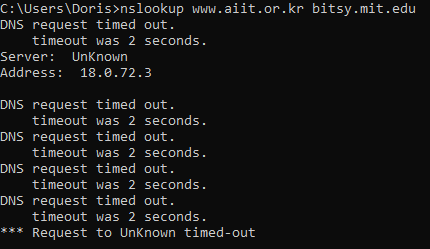 C:\Users\Doris>nslookup www.aiit.or.kr bitsy.mit.edu
DNS request timed out.
    timeout was 2 seconds.
Server:  UnKnown
Address:  18.0.72.3

DNS request timed out.
    timeout was 2 seconds.
DNS request timed out.
    timeout was 2 seconds.
DNS request timed out.
    timeout was 2 seconds.
DNS request timed out.
    timeout was 2 seconds.
*** Request to UnKnown timed-out